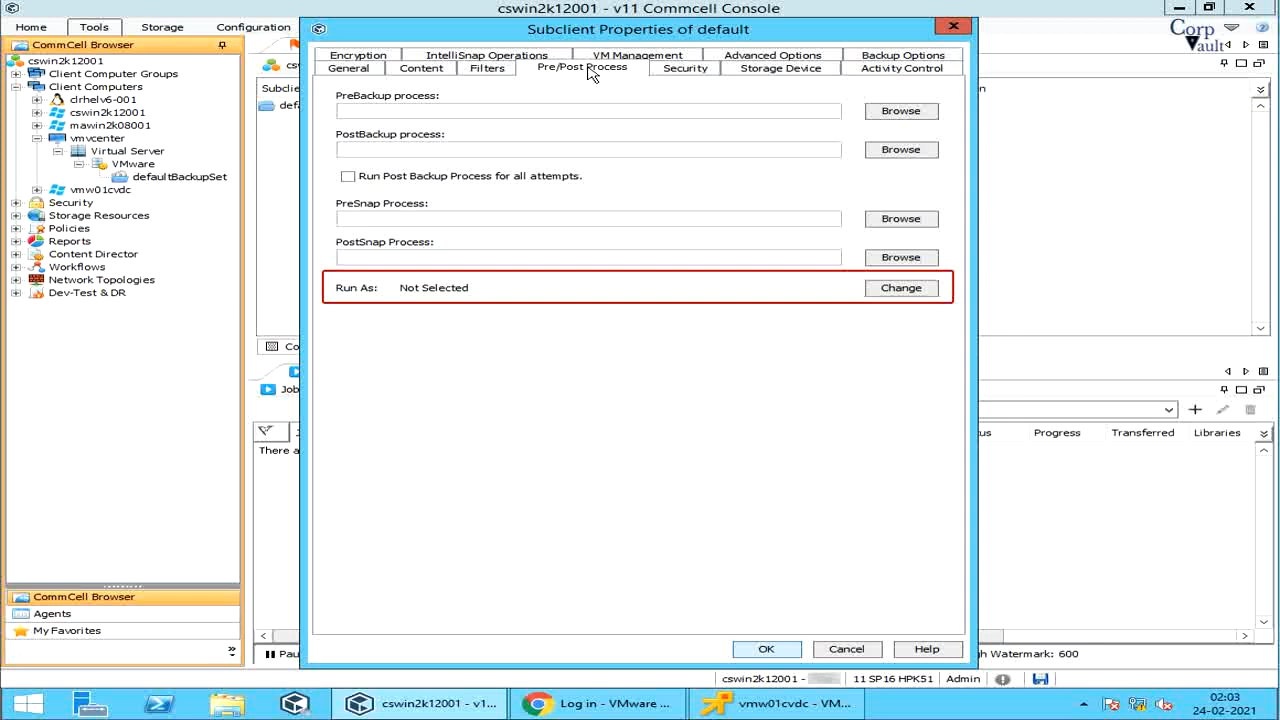 cswin2k12001 - v11 Commcell Console
Home Tools Storage Configuration
Corp
Vault
CommCell Browser
cswin2k12001
Client Computer Groups
Client Computers
clrhelv6-001
cswin2k12001
mawin2k08001
vmvcenter
Virtual Server
VMware
defaultBackupSet
vmw01cvdc
Security
Storage Resources
Policies
Reports
Content Director
Workflows
Network Topologies
Dev-Test & DR
CommCell Browser
Agents
My Favorites
Subclient Properties of default
Encryption IntelliSnap Operations VM Management Advanced Options Backup Options
General Content Filters Pre/Post Process Security Storage Device Activity Control
PreBackup process:
Browse
PostBackup process:
Browse
Run Post Backup Process for all attempts.
PreSnap Process:
Browse
PostSnap Process:
Browse
Run As: Not Selected Change
OK Cancel Help
Progress Transferred Libraries
There a
Watermark: 600
cswin2k12001 - 11 SP16 HPK51 Admin
cswin2k12001 - v1... Log in - VMware ... vmw01cvdc - VM...
02:03
24-02-2021